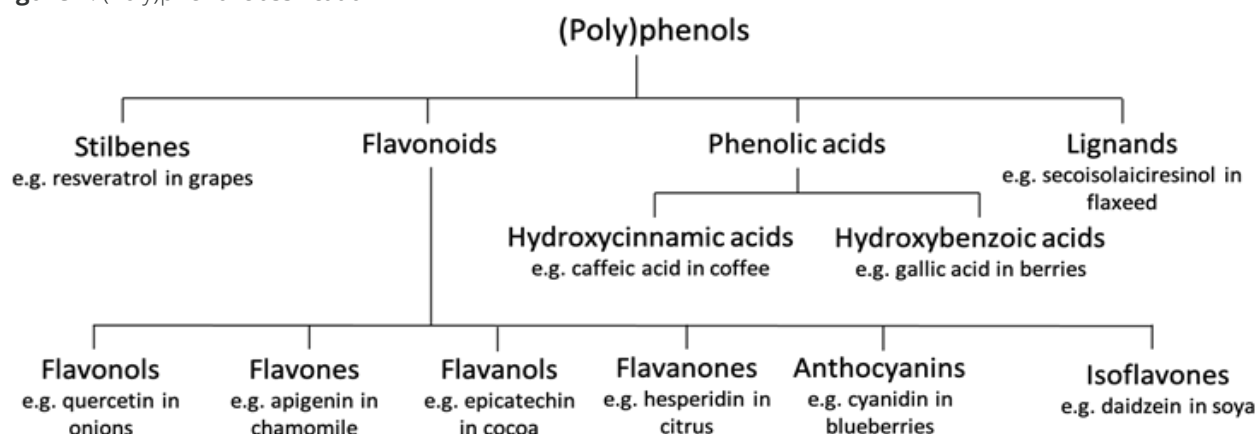 (Poly)phenols
Stilbenes
e.g. resveratrol in grapes
Flavonoids
Phenolic acids
Lignands
e.g. secoisolaiciresinol in
flaxeed
Hydroxycinnamic acids
e.g. caffeic acid in coffee
Hydroxybenzoic acids
e.g. gallic acid in berries
Flavonols
e.g. quercetin in
onions
Flavones
e.g. apigenin in
chamomile
Flavanols
e.g. epicatechin
in cocoa
Flavanones
e.g. hesperidin in
citrus
Anthocyanins
e.g. cyanidin in
blueberries
Isoflavones
e.g. daidzein in soya